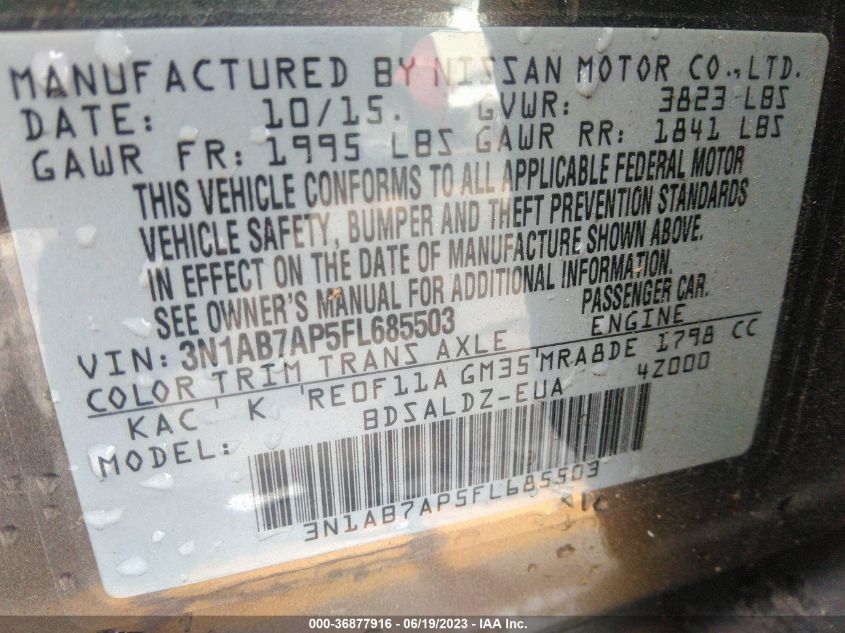 MANUFACTURED BY NISSAN MOTOR CO.,LTD.
DATE: 10/15. GVWR: 3823 LBS
GAWR FR: 1995 LBS GAWR RR: 1841 LBS
THIS VEHICLE CONFORMS TO ALL APPLICABLE FEDERAL MOTOR
VEHICLE SAFETY, BUMPER AND THEFT PREVENTION STANDARDS
IN EFFECT ON THE DATE OF MANUFACTURE SHOWN ABOVE.
SEE OWNER'S MANUAL FOR ADDITIONAL INFORMATION.
VIN: 3N1AB7AP5FL685503 PASSENGER CAR.
COLOR TRIM TRANS AXLE ENGINE
KAC K RE0F11A GM35 MRA8DE 1798 CC
MODEL: BDSALDZ-EUA 4Z000
3N1AB7AP5FL685503
000-36877916 - 06/19/2023 - IAA Inc.